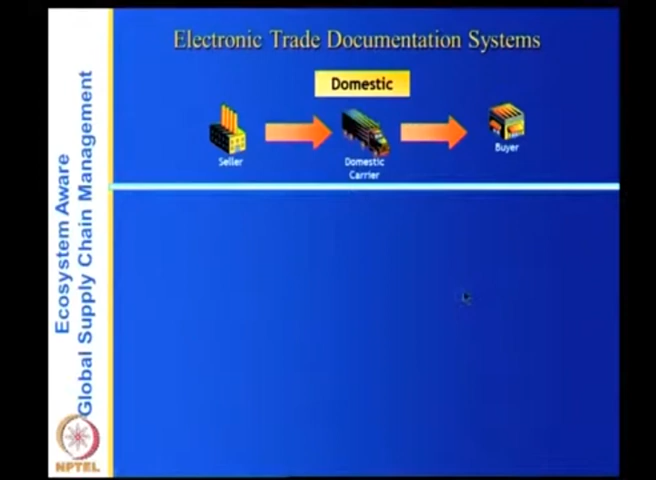 Electronic Trade Documentation Systems
Domestic
Seller
Domestic
Carrier
Buyer
Ecosystem Aware
Global Supply Chain Management
NPTEL